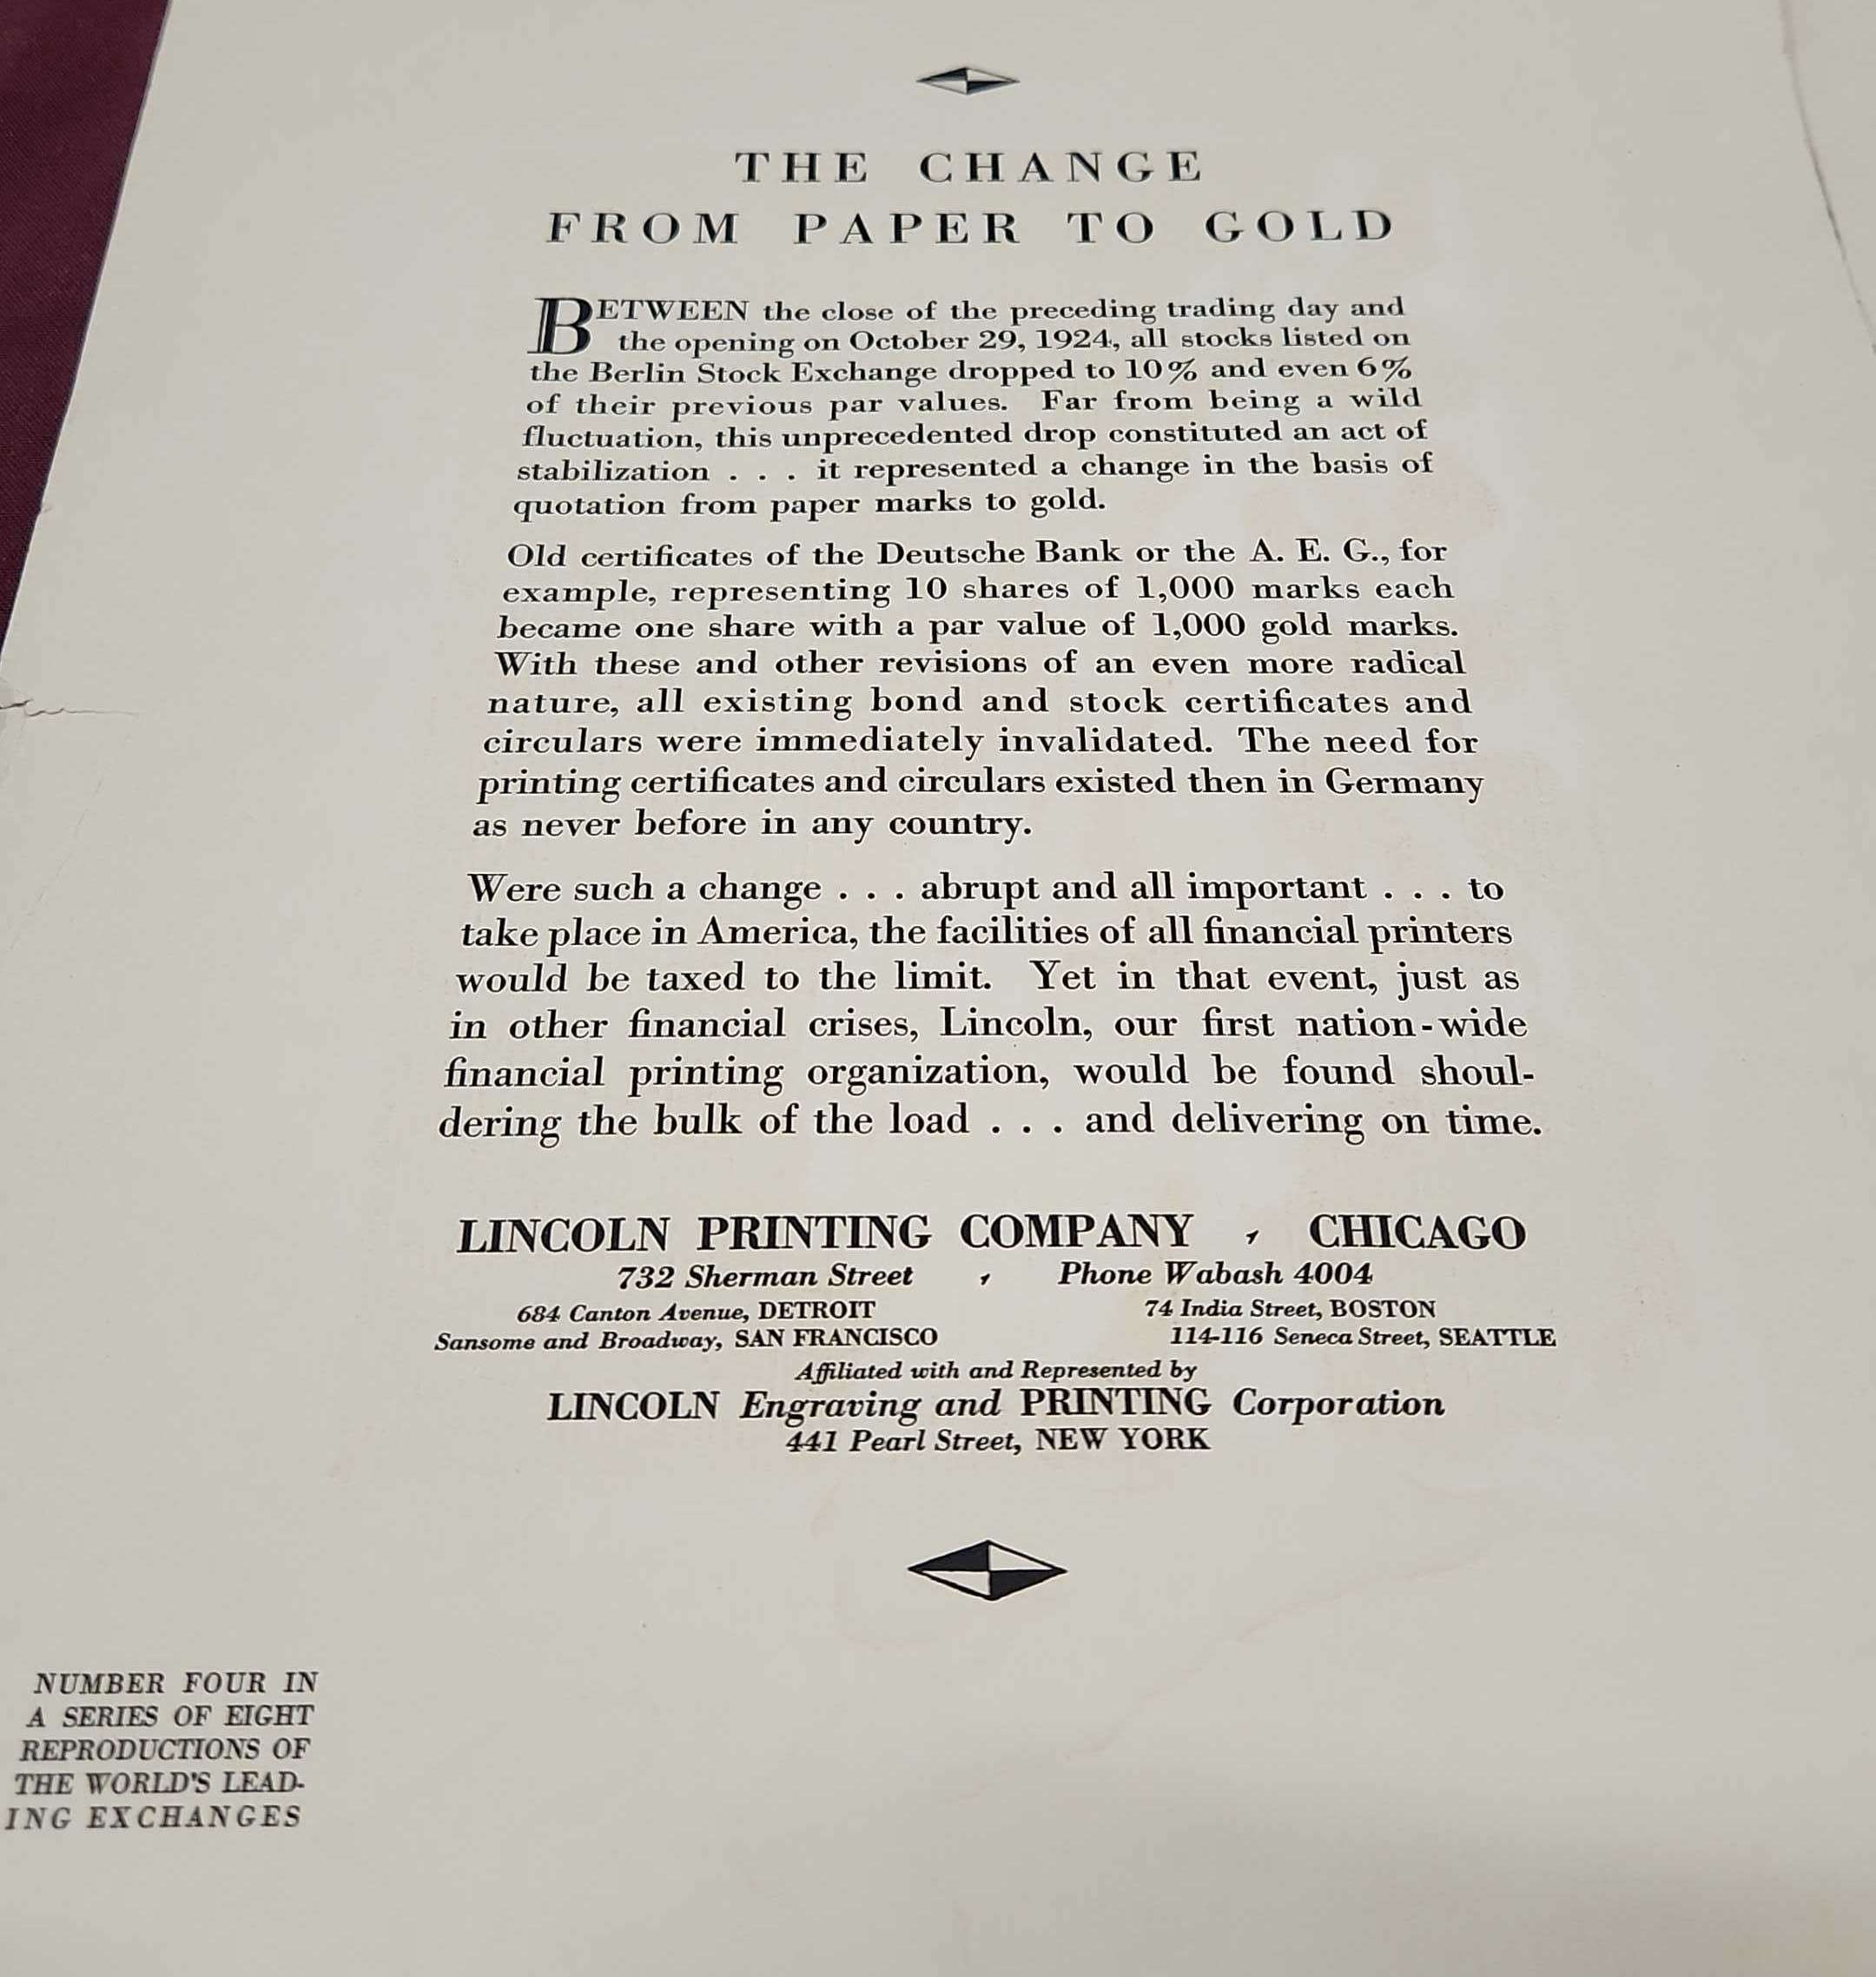 THE CHANGE
FROM PAPER TO GOLD
BETWEEN the close of the preceding trading day and
the opening on October 29, 1924, all stocks listed on
the Berlin Stock Exchange dropped to 10% and even 6%
of their previous par values. Far from being a wild
fluctuation, this unprecedented drop constituted an act of
stabilization . . . it represented a change in the basis of
quotation from paper marks to gold.
Old certificates of the Deutsche Bank or the A. E. G., for
example, representing 10 shares of 1,000 marks each
became one share with a par value of 1,000 gold marks.
With these and other revisions of an even more radical
nature, all existing bond and stock certificates and
circulars were immediately invalidated. The need for
printing certificates and circulars existed then in Germany
as never before in any country.
Were such a change . . . abrupt and all important . . . to
take place in America, the facilities of all financial printers
would be taxed to the limit. Yet in that event, just as
in other financial crises, Lincoln, our first nation-wide
financial printing organization, would be found shoul-
dering the bulk of the load . . . and delivering on time.
LINCOLN PRINTING COMPANY , CHICAGO
732 Sherman Street , Phone Wabash 4004
684 Canton Avenue, DETROIT 74 India Street, BOSTON
Sansome and Broadway, SAN FRANCISCO 114-116 Seneca Street, SEATTLE
Affiliated with and Represented by
LINCOLN Engraving and PRINTING Corporation
441 Pearl Street, NEW YORK
NUMBER FOUR IN
A SERIES OF EIGHT
REPRODUCTIONS OF
THE WORLD'S LEAD-
ING EXCHANGES